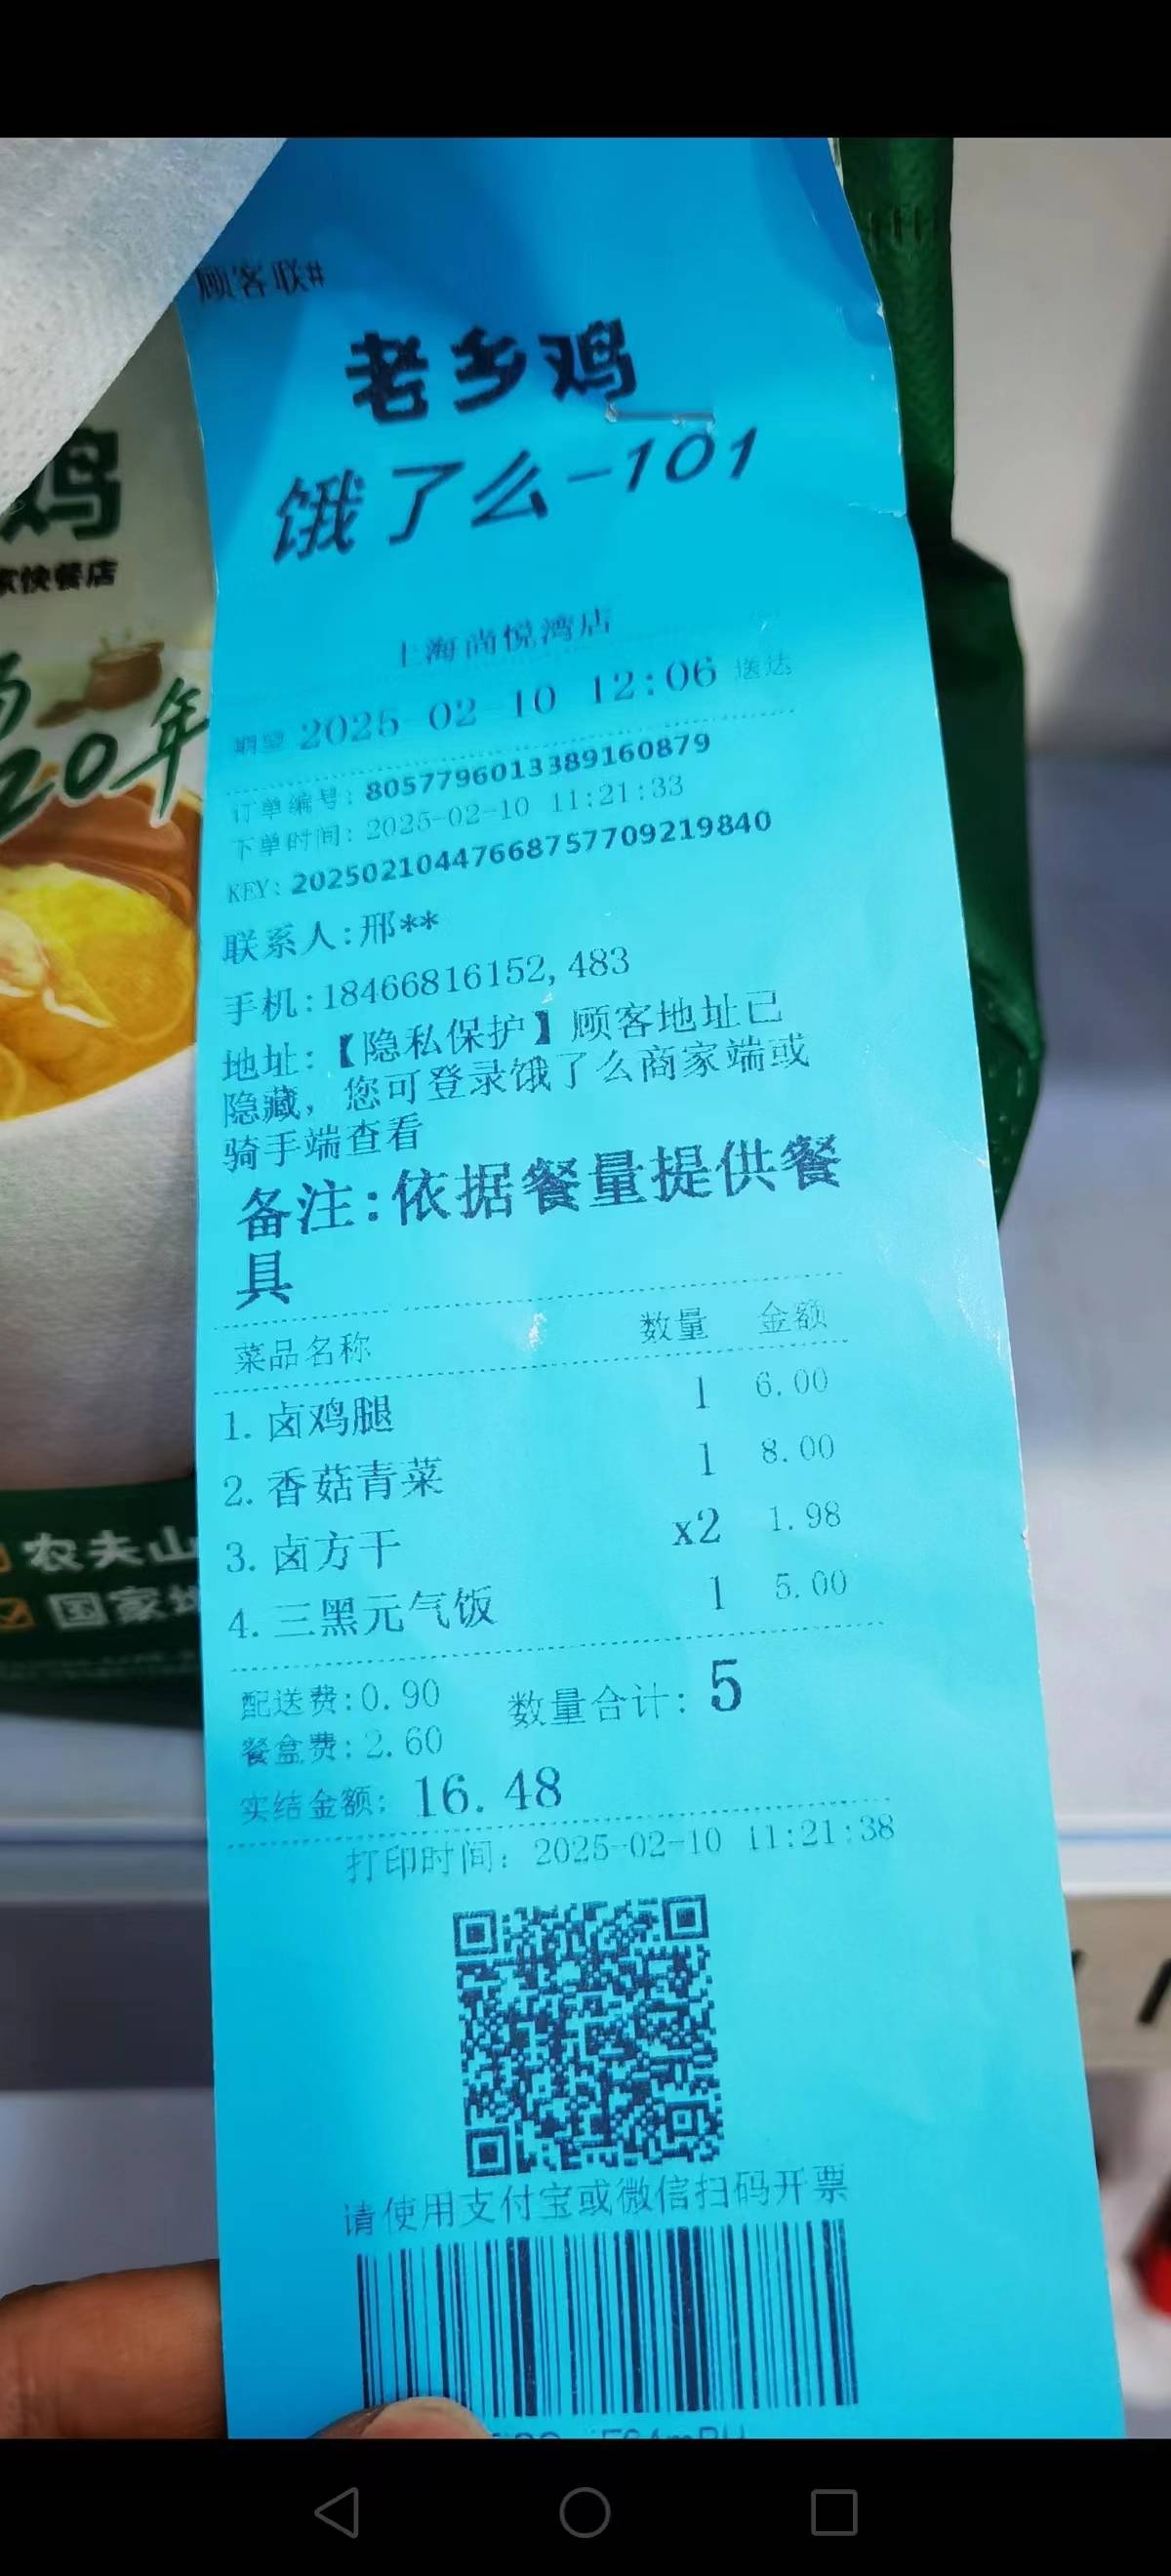 顾客联#
老乡鸡
饿了么-101
上海尚悦湾店
期望 2025-02-10 12:06 送达
订单编号: 8057796013389160879
下单时间: 2025-02-10 11:21:33
KEY: 20250210447668757709219840
联系人:邢**
手机:18466816152,483
地址:【隐私保护】顾客地址已
隐藏, 您可登录饿了么商家端或
骑手端查看
备注:依据餐量提供餐
具
菜品名称 数量 金额
1. 卤鸡腿 1 6.00
2. 香菇青菜 1 8.00
3. 卤方干 x2 1.98
4. 三黑元气饭 1 5.00
配送费:0.90 数量合计: 5
餐盒费:2.60
实结金额: 16.48
打印时间: 2025-02-10 11:21:38
请使用支付宝或微信扫码开票
鸡
快餐店
20年
农夫山
国家地